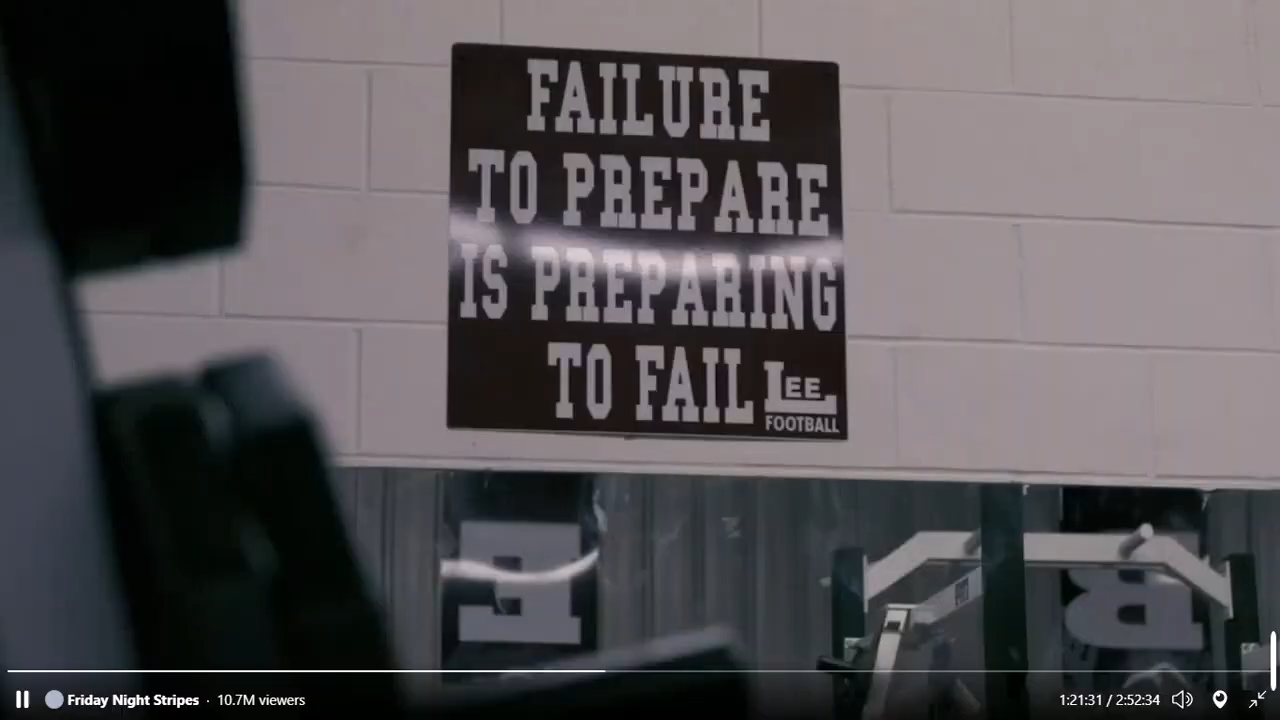 FAILURE
TO PREPARE
IS PREPARING
TO FAIL
LEE
FOOTBALL
Friday Night Stripes · 10.7M viewers
1:21:31 / 2:52:34